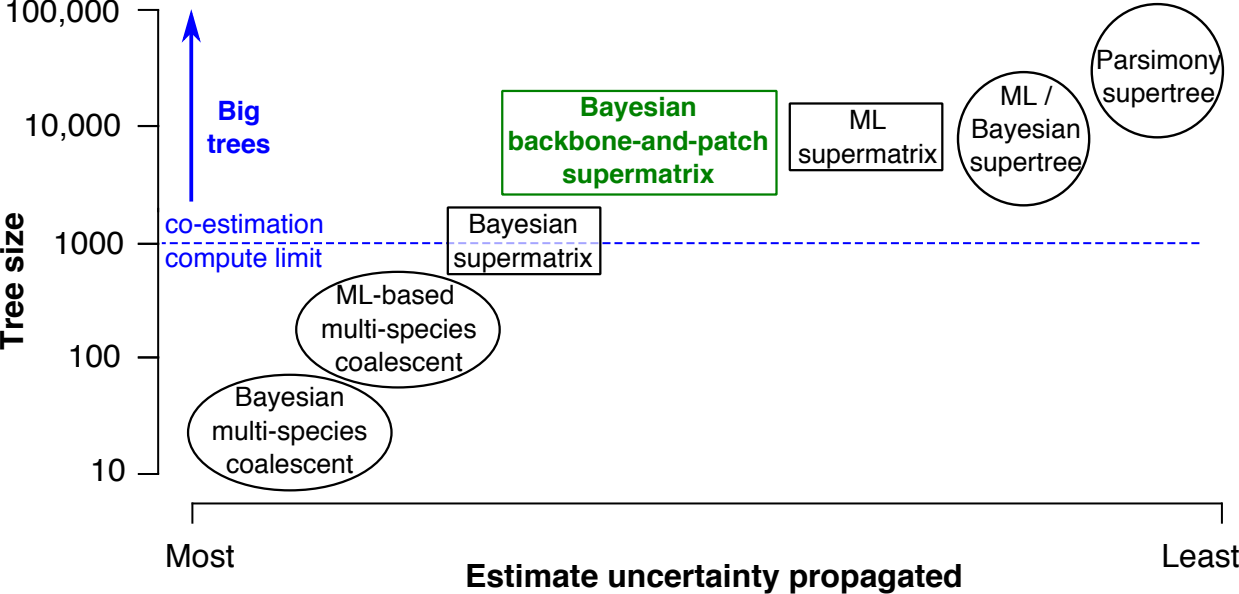 100,000
10,000
1000
100
10
Tree size
Big
trees
co-estimation
compute limit
Bayesian
multi-species
coalescent
ML-based
multi-species
coalescent
Bayesian
supermatrix
Bayesian
backbone-and-patch
supermatrix
ML
supermatrix
ML /
Bayesian
supertree
Parsimony
supertree
Most
Least
Estimate uncertainty propagated